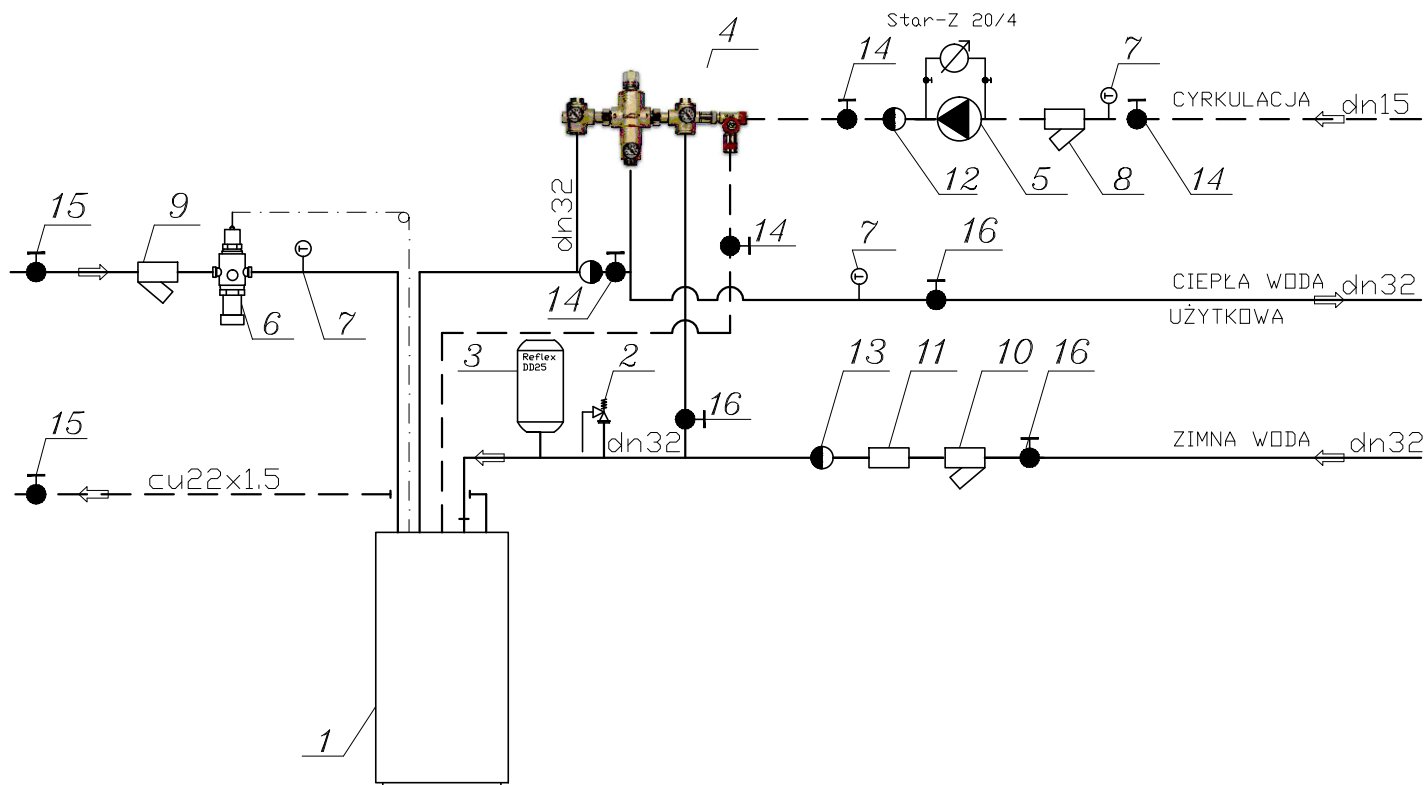 Star-Z 20/4
4
14
7
CYRKULACJA
dn15
12
5
8
14
15
9
dn32
14
7
16
CIEPŁA WODA
dn32
UŻYTKOWA
6
7
14
3
Reflex
DD25
2
16
13
11
10
16
dn32
ZIMNA WODA
dn32
15
cu22x1.5
1
T
T
T